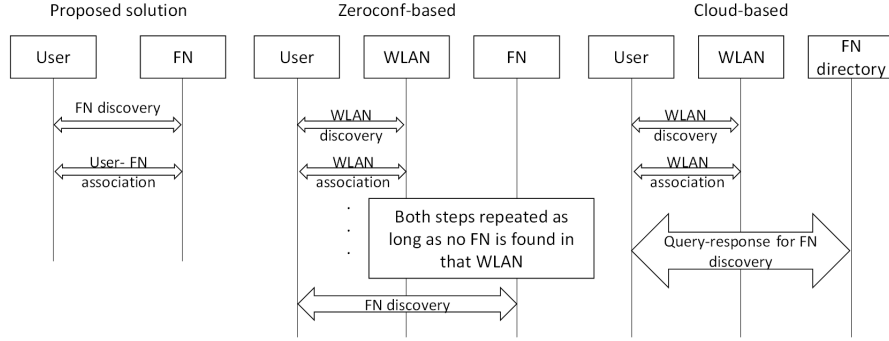 Proposed solution
Zeroconf-based
Cloud-based
User
FN
User
WLAN
FN
User
WLAN
FN
directory
FN discovery
User- FN
association
WLAN
discovery
WLAN
association
Both steps repeated as
long as no FN is found in
that WLAN
FN discovery
WLAN
discovery
WLAN
association
Query-response for FN
discovery